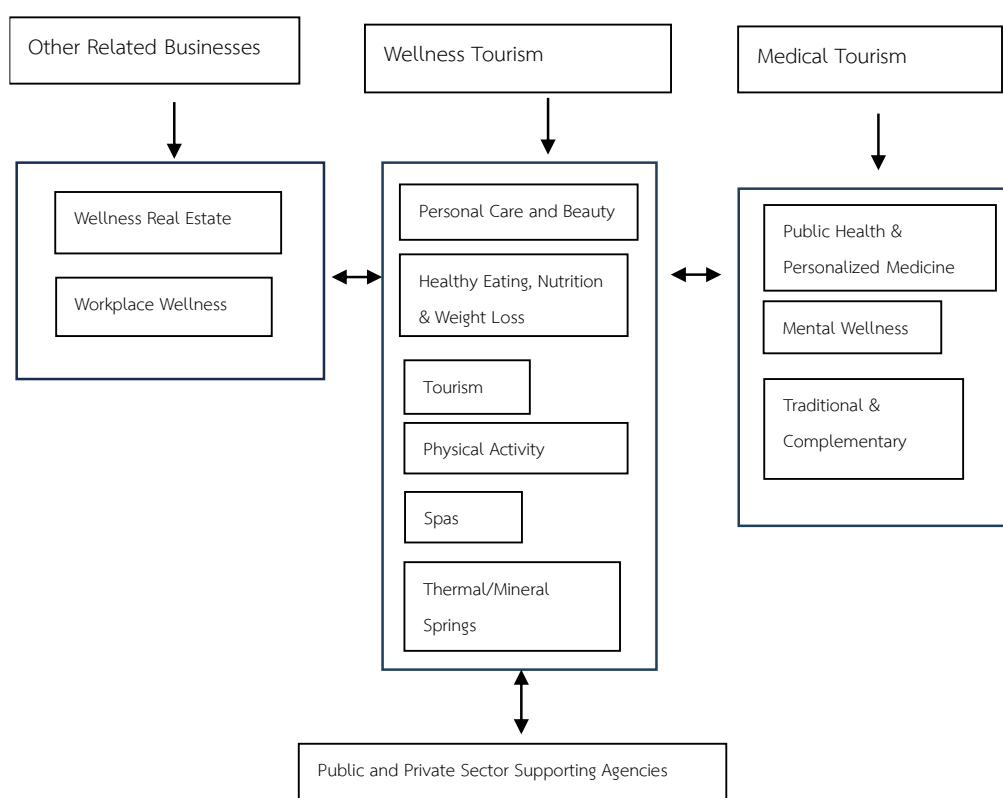 Other Related Businesses
Wellness Tourism
Medical Tourism
Wellness Real Estate
Workplace Wellness
Personal Care and Beauty
Healthy Eating, Nutrition
& Weight Loss
Tourism
Physical Activity
Spas
Thermal/Mineral
Springs
Public Health &
Personalized Medicine
Mental Wellness
Traditional &
Complementary
Public and Private Sector Supporting Agencies